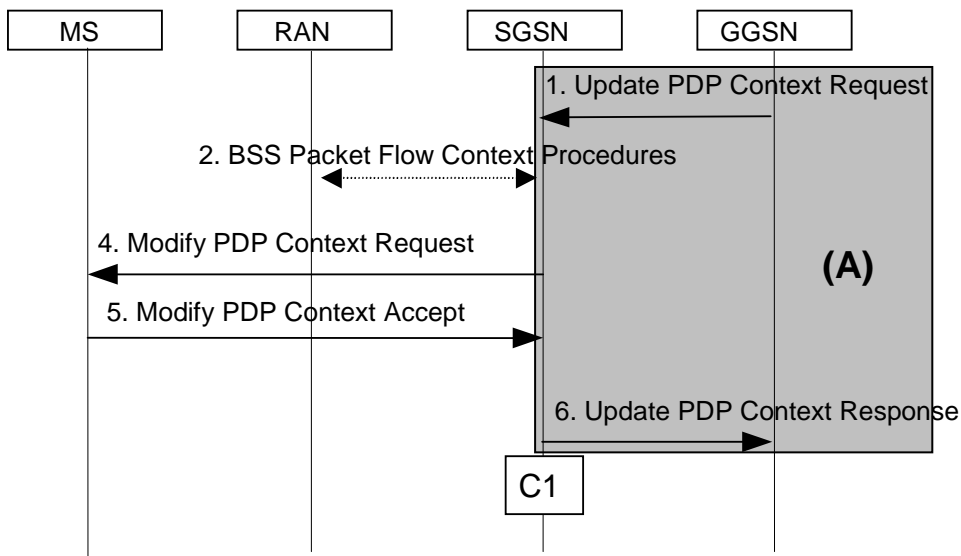 MS
RAN
SGSN
GGSN
1. Update PDP Context Request
2. BSS Packet Flow Context Procedures
4. Modify PDP Context Request
(A)
5. Modify PDP Context Accept
6. Update PDP Context Response
C1